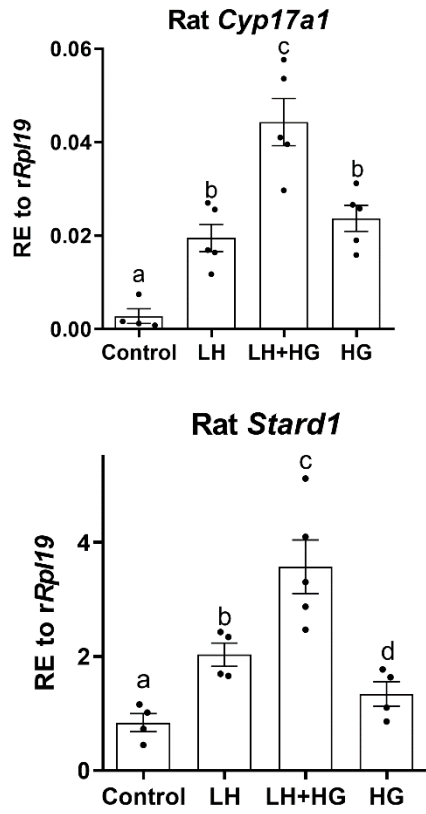 Rat Cyp17a1
0.06
0.04
0.02
0.00
RE to rRpl19
a
b
c
b
Control LH LH+HG HG
Rat Stard1
4
2
0
RE to rRpl19
a
b
c
d
Control LH LH+HG HG